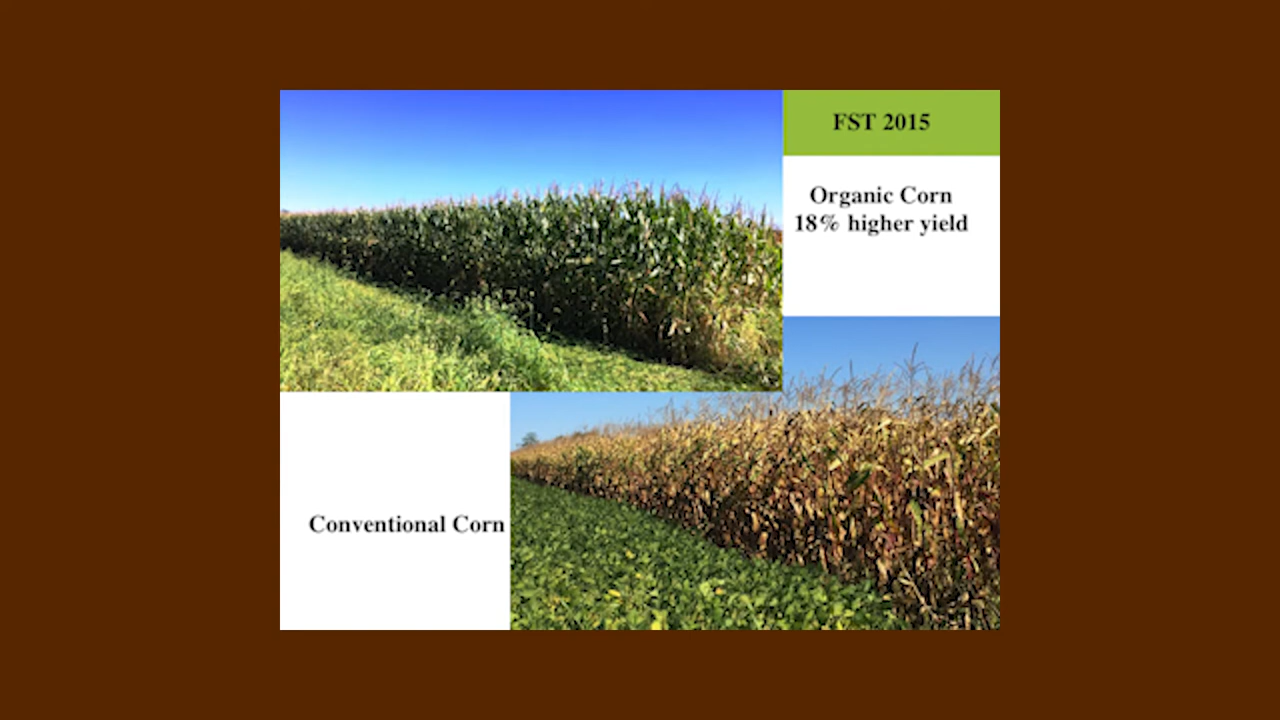 FST 2015
Organic Corn
18% higher yield
Conventional Corn